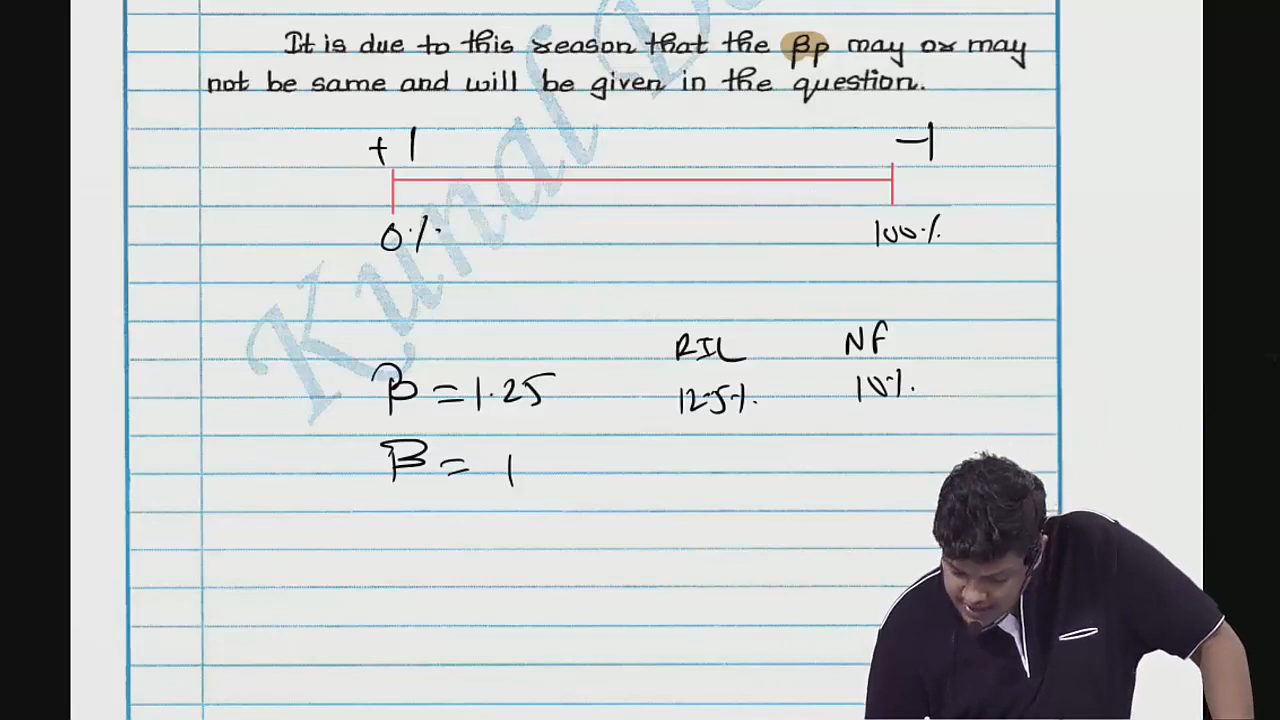 It is due to this reason that the βp may or may
not be same and will be given in the question.
+1 -1
0% 100%
RIL NF
β = 1.25 12.5% 10%
β = 1